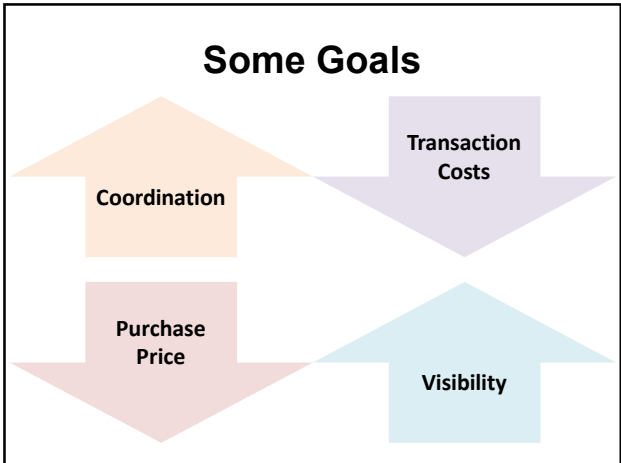 Some Goals
Coordination
Transaction
Costs
Purchase
Price
Visibility